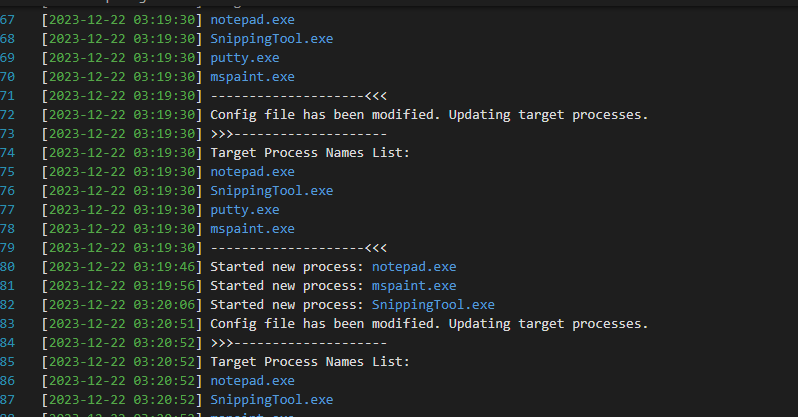 67 [2023-12-22 03:19:30] notepad.exe
68 [2023-12-22 03:19:30] SnippingTool.exe
69 [2023-12-22 03:19:30] putty.exe
70 [2023-12-22 03:19:30] mspaint.exe
71 [2023-12-22 03:19:30] --------------------<<<
72 [2023-12-22 03:19:30] Config file has been modified. Updating target processes.
73 [2023-12-22 03:19:30] >>>--------------------
74 [2023-12-22 03:19:30] Target Process Names List:
75 [2023-12-22 03:19:30] notepad.exe
76 [2023-12-22 03:19:30] SnippingTool.exe
77 [2023-12-22 03:19:30] putty.exe
78 [2023-12-22 03:19:30] mspaint.exe
79 [2023-12-22 03:19:30] --------------------<<<
80 [2023-12-22 03:19:46] Started new process: notepad.exe
81 [2023-12-22 03:19:56] Started new process: mspaint.exe
82 [2023-12-22 03:20:06] Started new process: SnippingTool.exe
83 [2023-12-22 03:20:51] Config file has been modified. Updating target processes.
84 [2023-12-22 03:20:52] >>>--------------------
85 [2023-12-22 03:20:52] Target Process Names List:
86 [2023-12-22 03:20:52] notepad.exe
87 [2023-12-22 03:20:52] SnippingTool.exe